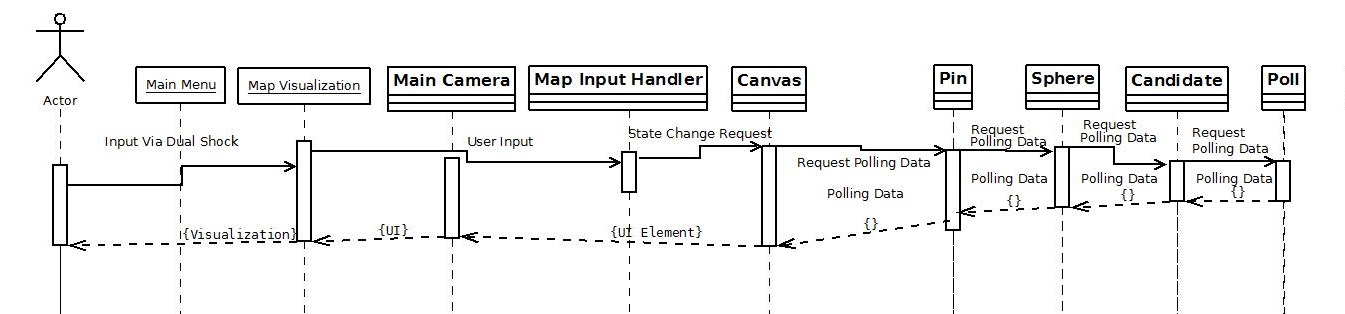 Actor
Main Menu
Map Visualization
Main Camera
Map Input Handler
Canvas
Pin
Sphere
Candidate
Poll
Input Via Dual Shock
User Input
State Change Request
Request Polling Data
Request
Polling Data
Request
Polling Data
Request
Polling Data
Polling Data
{}
Polling Data
{}
Polling Data
{}
Polling Data
{}
{UI Element}
{UI}
{Visualization}